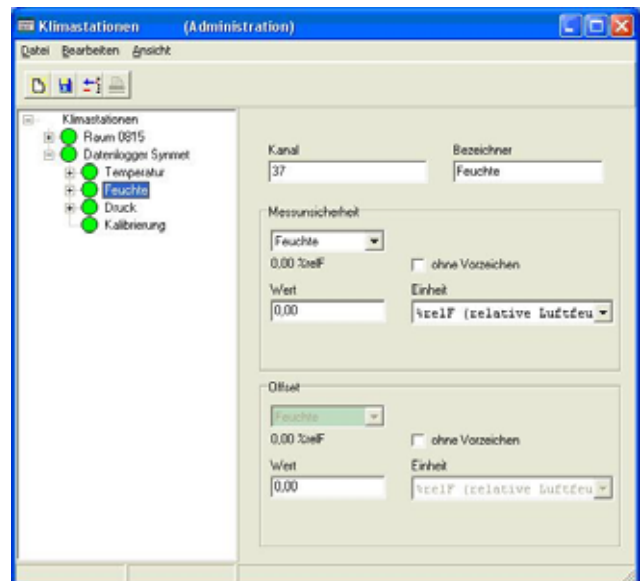 Klimastationen (Administration)
Datei Bearbeiten Ansicht
Klimastationen
Raum 0815
Datenlogger Synmet
Temperatur
Feuchte
Druck
Kalibrierung
Kanal Bezeichner
37 Feuchte
Messunsicherheit
Feuchte
0,00 %relF ohne Vorzeichen
Wert Einheit
0,00 %relF (relative Luftfeu
Offset
Feuchte
0,00 %relF ohne Vorzeichen
Wert Einheit
0,00 %relF (relative Luftfeu